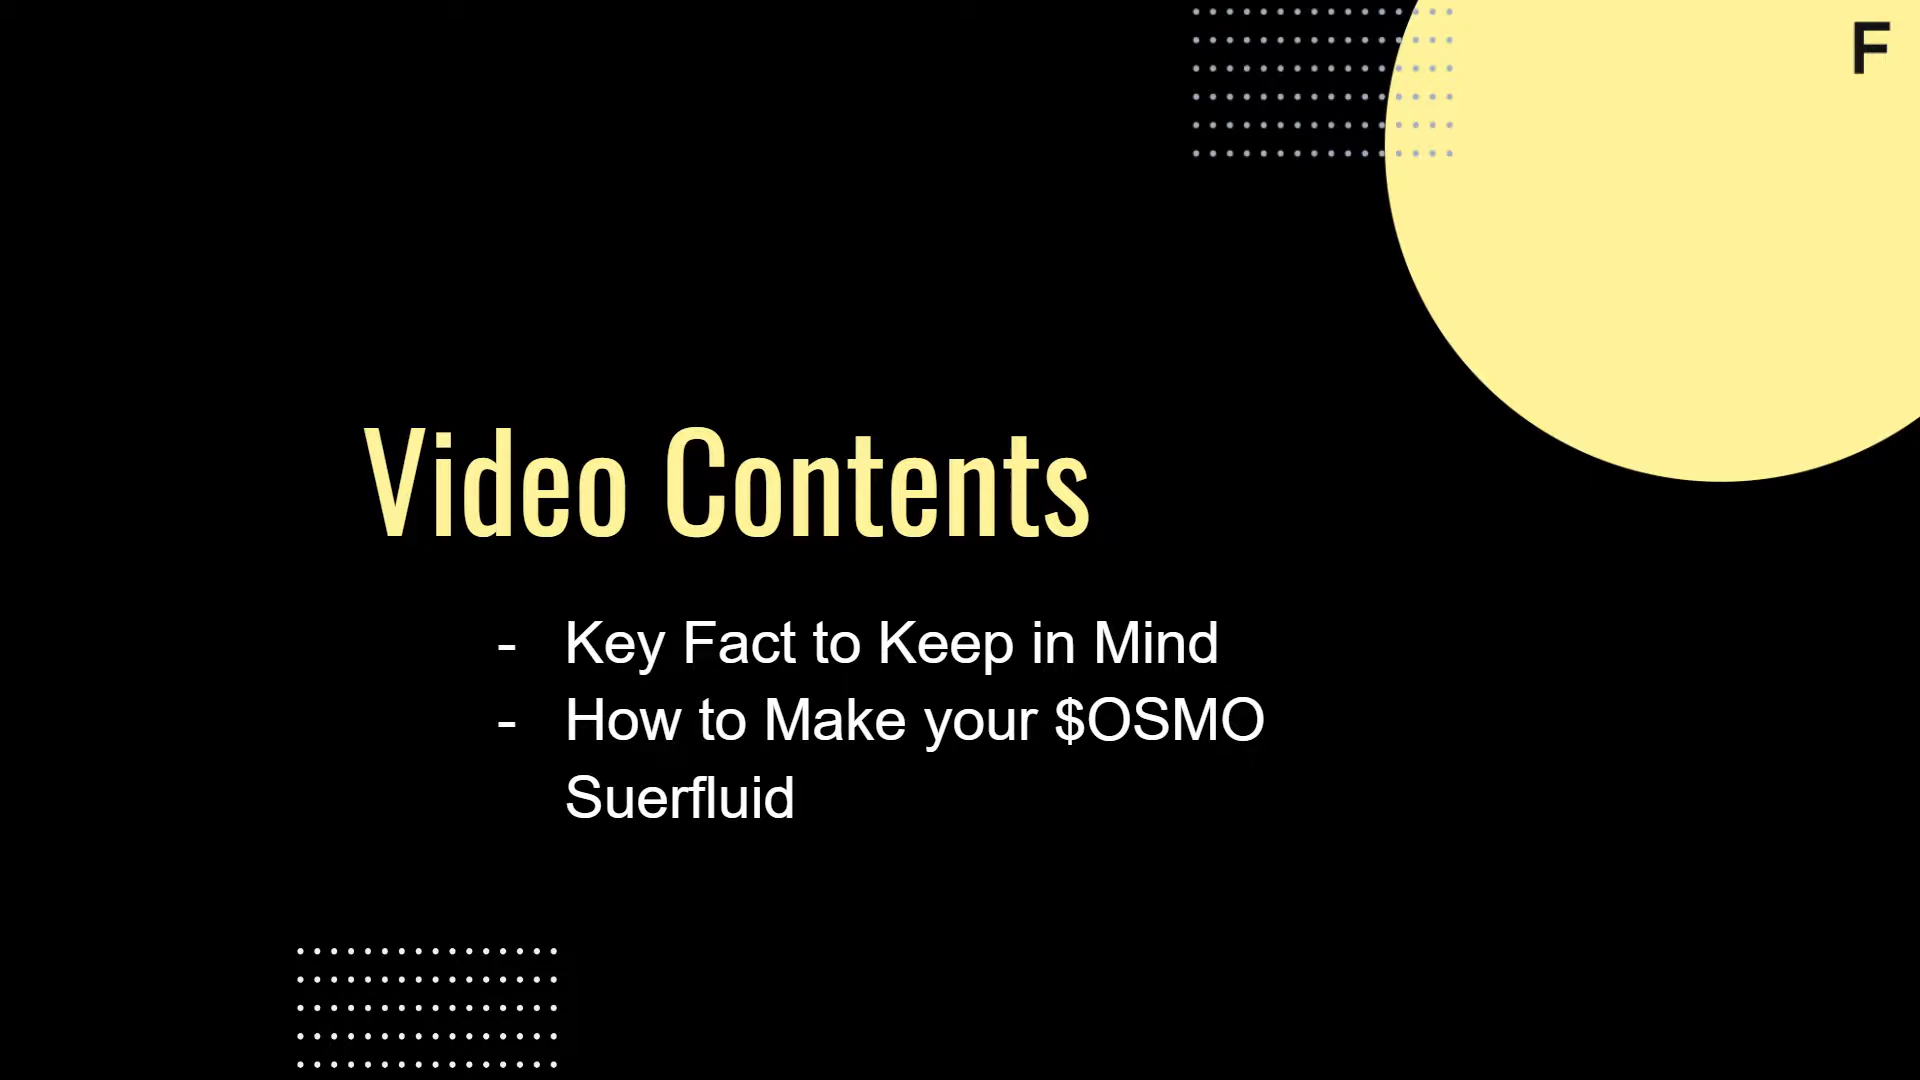 F
Video Contents
- Key Fact to Keep in Mind
- How to Make your $OSMO
Suerfluid